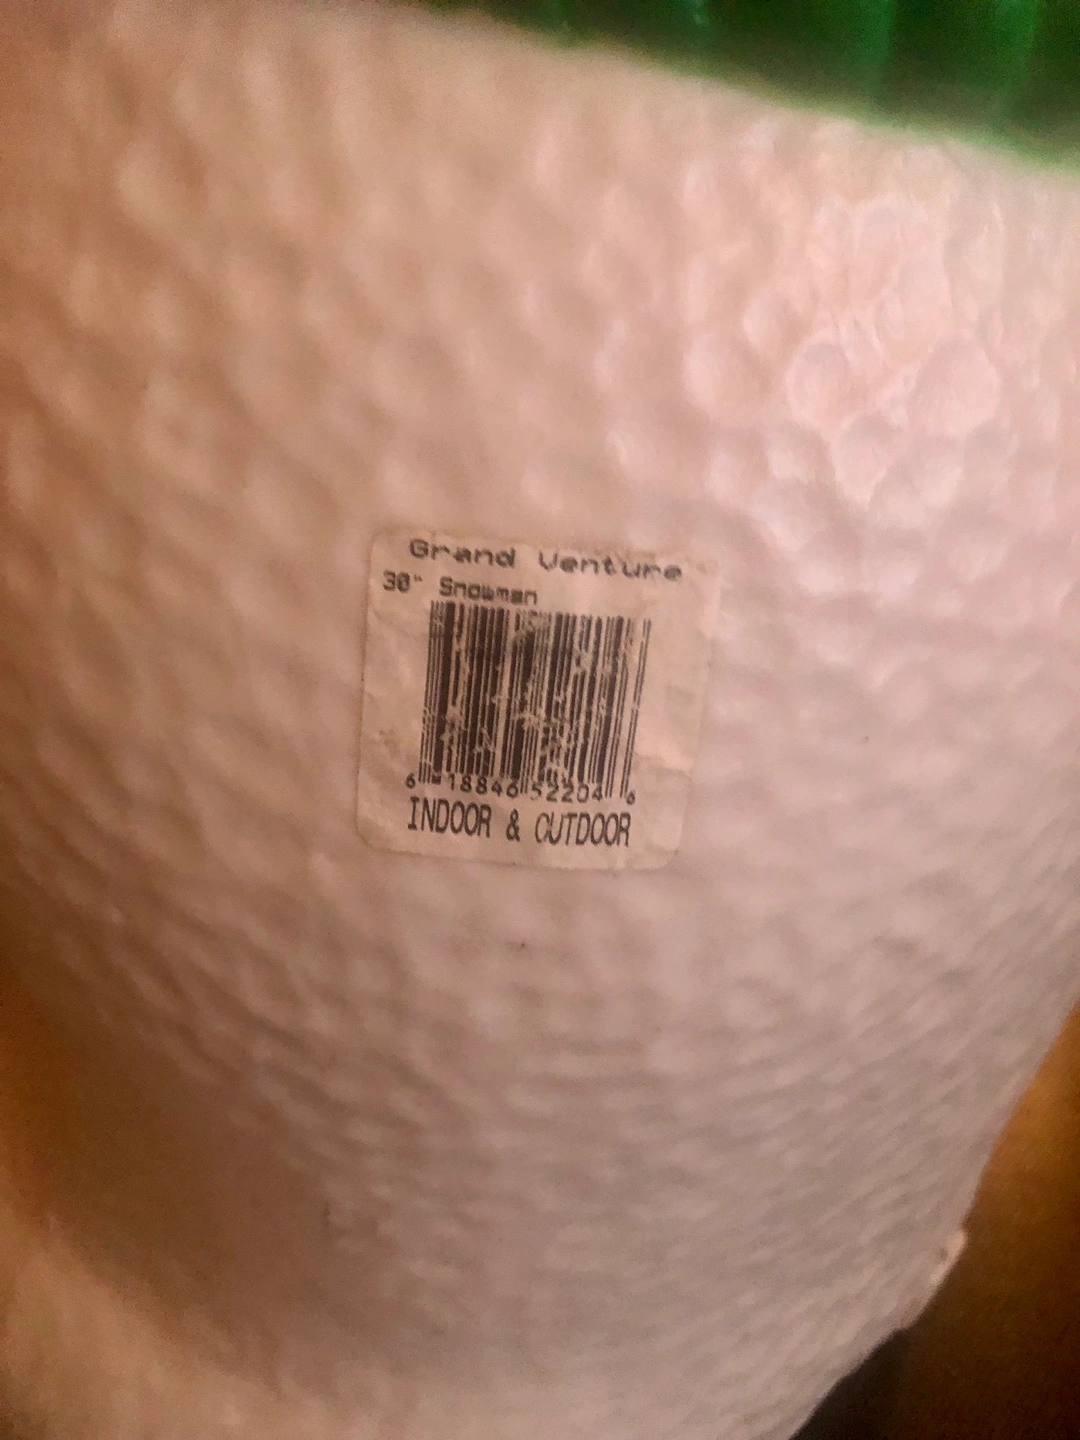 Grand Venture
30" Snowman
6 18846 52204 6
INDOOR & OUTDOOR